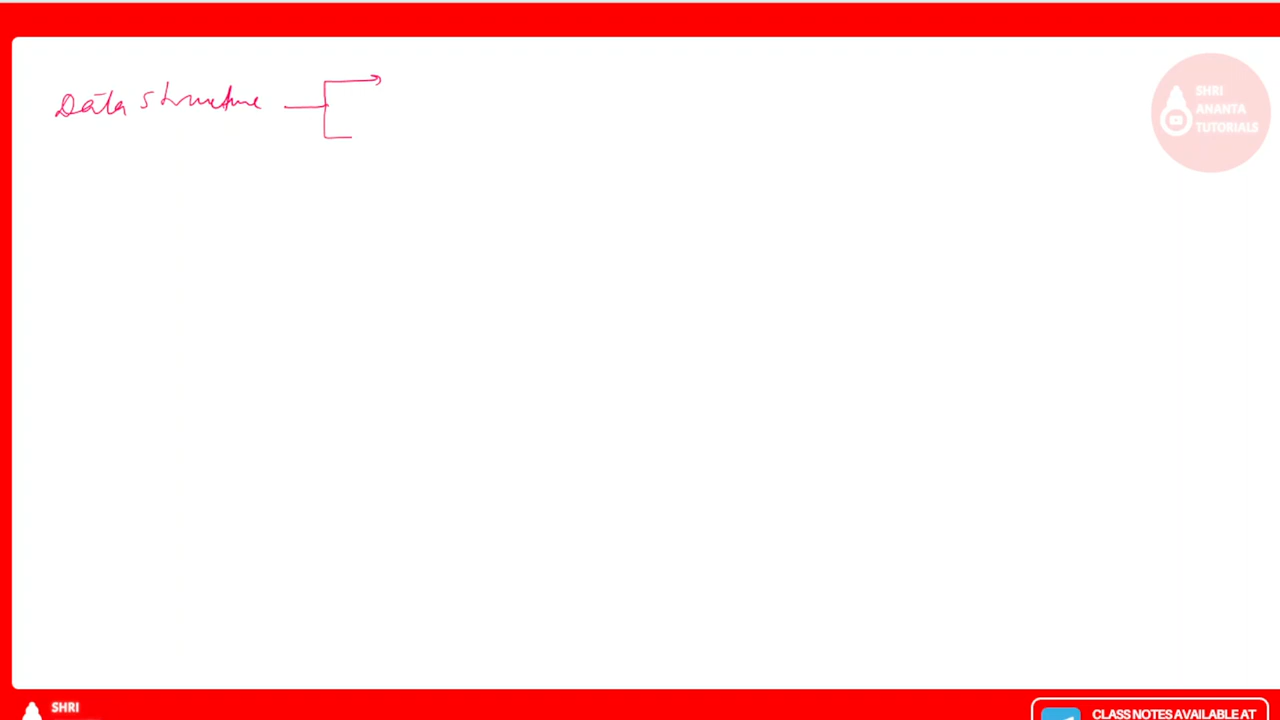 Data structure
SHRI
ANANTA
TUTORIALS
SHRI
CLASS NOTES AVAILABLE AT